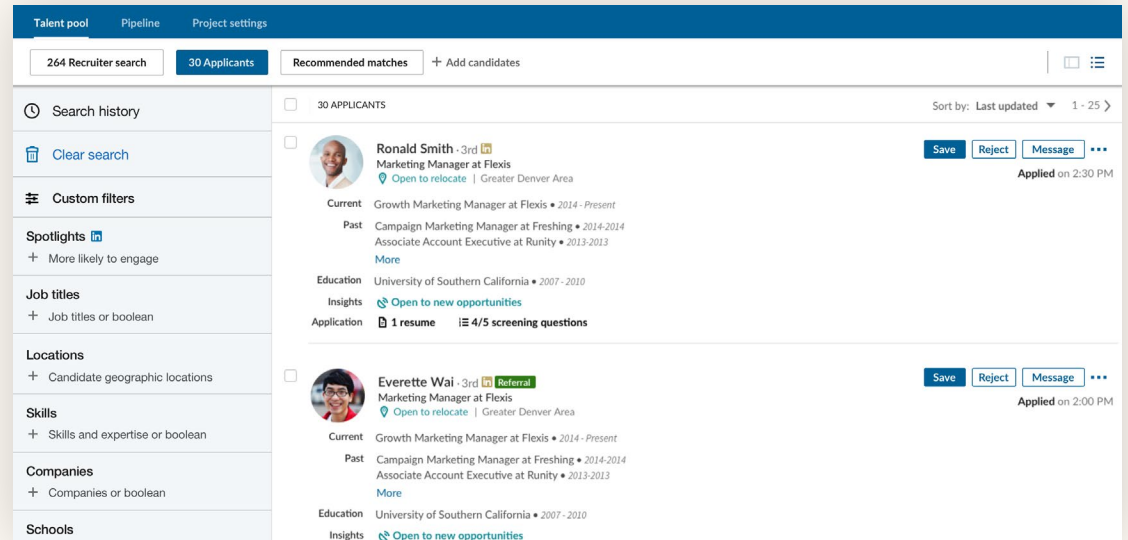 Talent pool Pipeline Project settings
264 Recruiter search 30 Applicants Recommended matches + Add candidates
Search history
Clear search
Custom filters
Spotlights in
+ More likely to engage
Job titles
+ Job titles or boolean
Locations
+ Candidate geographic locations
Skills
+ Skills and expertise or boolean
Companies
+ Companies or boolean
Schools
30 APPLICANTS Sort by: Last updated 1 - 25
Ronald Smith · 3rd in Save Reject Message
Marketing Manager at Flexis
Open to relocate | Greater Denver Area Applied on 2:30 PM
Current Growth Marketing Manager at Flexis • 2014 - Present
Past Campaign Marketing Manager at Freshing • 2014-2014
Associate Account Executive at Runity • 2013-2013
More
Education University of Southern California • 2007 - 2010
Insights Open to new opportunities
Application 1 resume 4/5 screening questions
Everette Wai · 3rd in Referral Save Reject Message
Marketing Manager at Flexis
Open to relocate | Greater Denver Area Applied on 2:00 PM
Current Growth Marketing Manager at Flexis • 2014 - Present
Past Campaign Marketing Manager at Freshing • 2014-2014
Associate Account Executive at Runity • 2013-2013
More
Education University of Southern California • 2007 - 2010
Insights Open to new opportunities